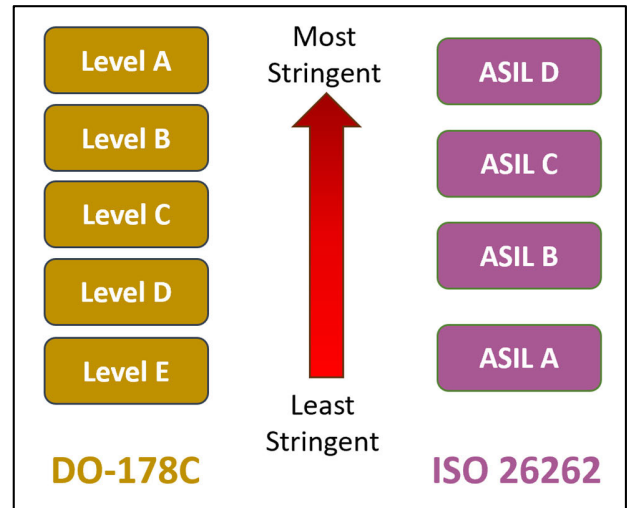 Level A
Level B
Level C
Level D
Level E
DO-178C
Most
Stringent
Least
Stringent
ASIL D
ASIL C
ASIL B
ASIL A
ISO 26262